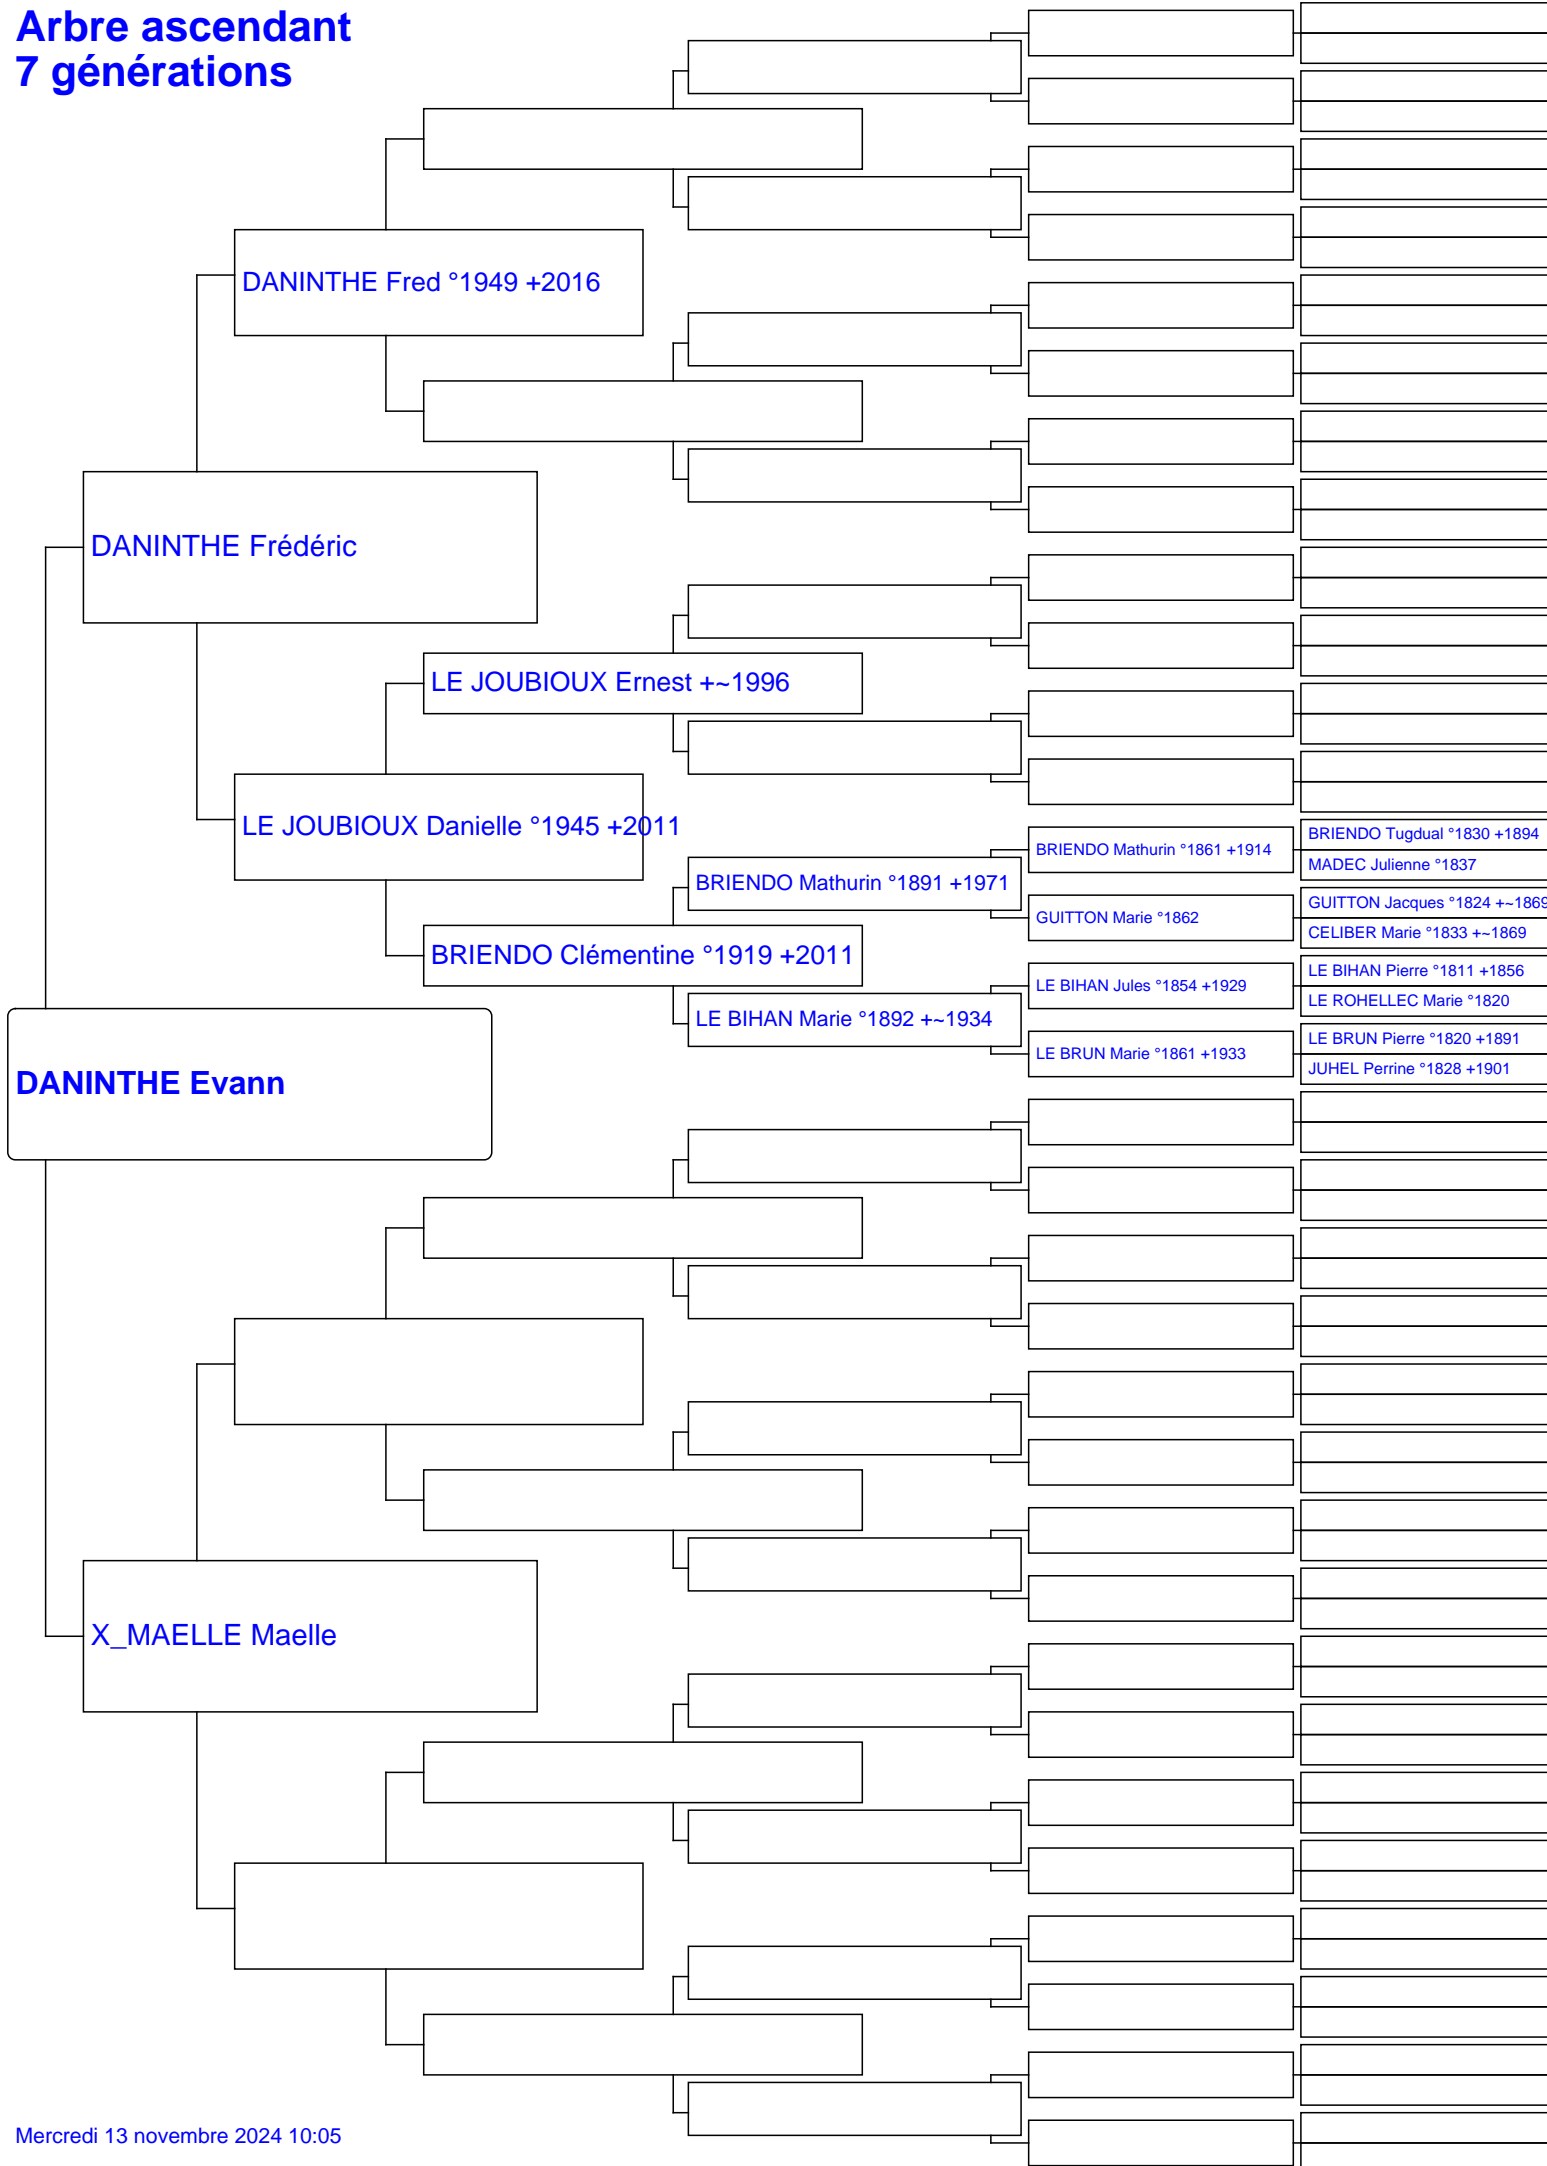 Arbre ascendant
7 générations
DANINTHE Fred °1949 +2016
DANINTHE Frédéric
LE JOUBIOUX Ernest +~1996
LE JOUBIOUX Danielle °1945 +2011
BRIENDO Tugdual °1830 +1894
BRIENDO Mathurin °1861 +1914
MADEC Julienne °1837
BRIENDO Mathurin °1891 +1971
GUITTON Jacques °1824 +~1869
GUITTON Marie °1862
CELIBER Marie °1833 +~1869
BRIENDO Clémentine °1919 +2011
LE BIHAN Pierre °1811 +1856
LE BIHAN Jules °1854 +1929
LE ROHELLEC Marie °1820
LE BIHAN Marie °1892 +~1934
LE BRUN Pierre °1820 +1891
LE BRUN Marie °1861 +1933
JUHEL Perrine °1828 +1901
DANINTHE Evann
X_MAELLE Maelle
Mercredi 13 novembre 2024 10:05